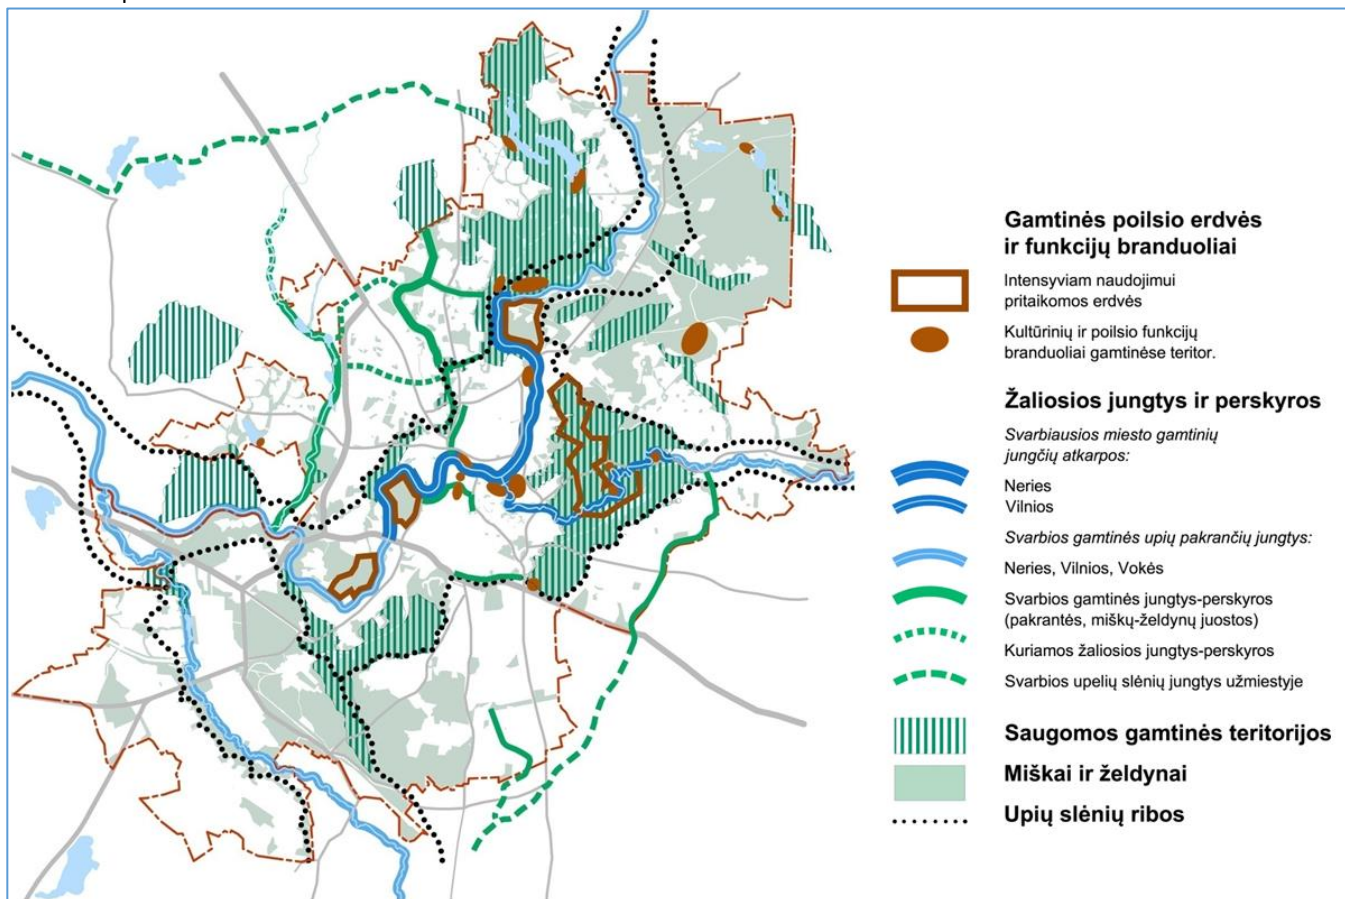 Gamtinės poilsio erdvės
ir funkcijų branduoliai
Intensyviam naudojimui
pritaikomos erdvės
Kultūrinių ir poilsio funkcijų
branduoliai gamtinėse teritor.
Žaliosios jungtys ir perskyros
Svarbiausios miesto gamtinių
jungčių atkarpos:
Neries
Vilnios
Svarbios gamtinės upių pakrančių jungtys:
Neries, Vilnios, Vokės
Svarbios gamtinės jungtys-perskyros
(pakrantės, miškų-želdynų juostos)
Kuriamos žaliosios jungtys-perskyros
Svarbios upelių slėnių jungtys užmiestyje
Saugomos gamtinės teritorijos
Miškai ir želdynai
Upių slėnių ribos